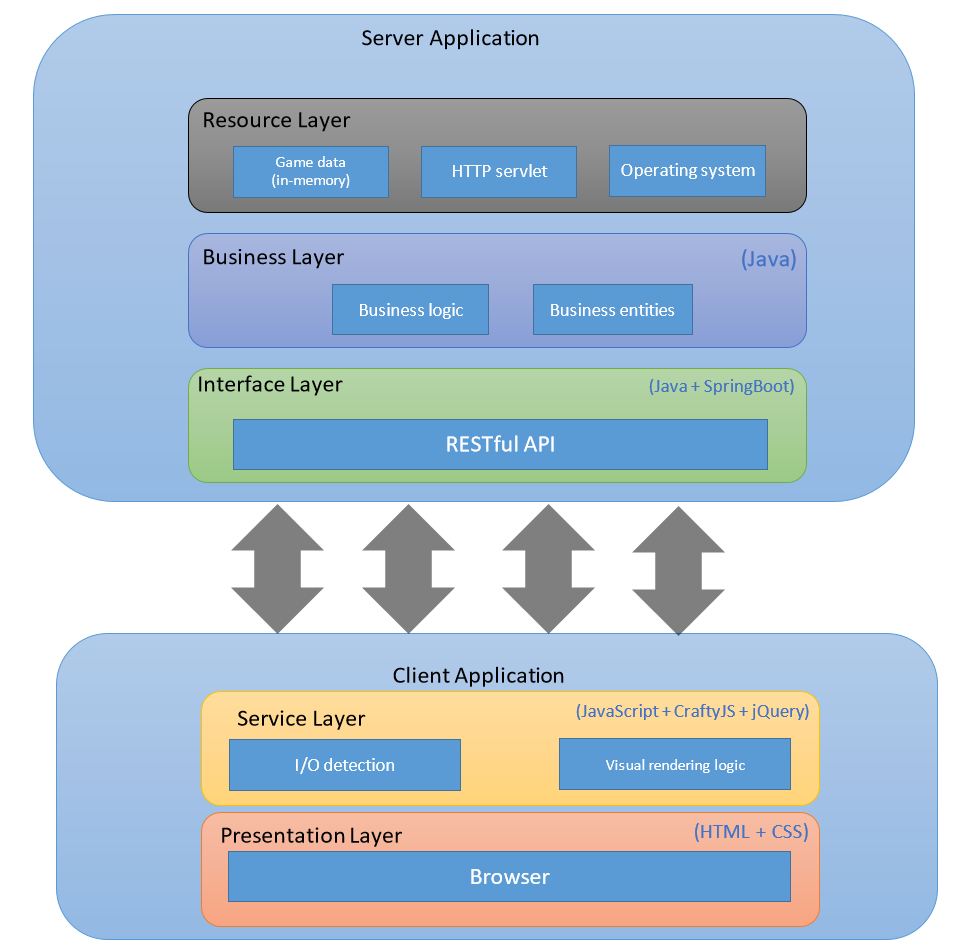 Server Application
Resource Layer
Game data
(in-memory)
HTTP servlet
Operating system
Business Layer
(Java)
Business logic
Business entities
Interface Layer
(Java + SpringBoot)
RESTful API
Client Application
Service Layer
(JavaScript + CraftyJS + jQuery)
I/O detection
Visual rendering logic
Presentation Layer
(HTML + CSS)
Browser